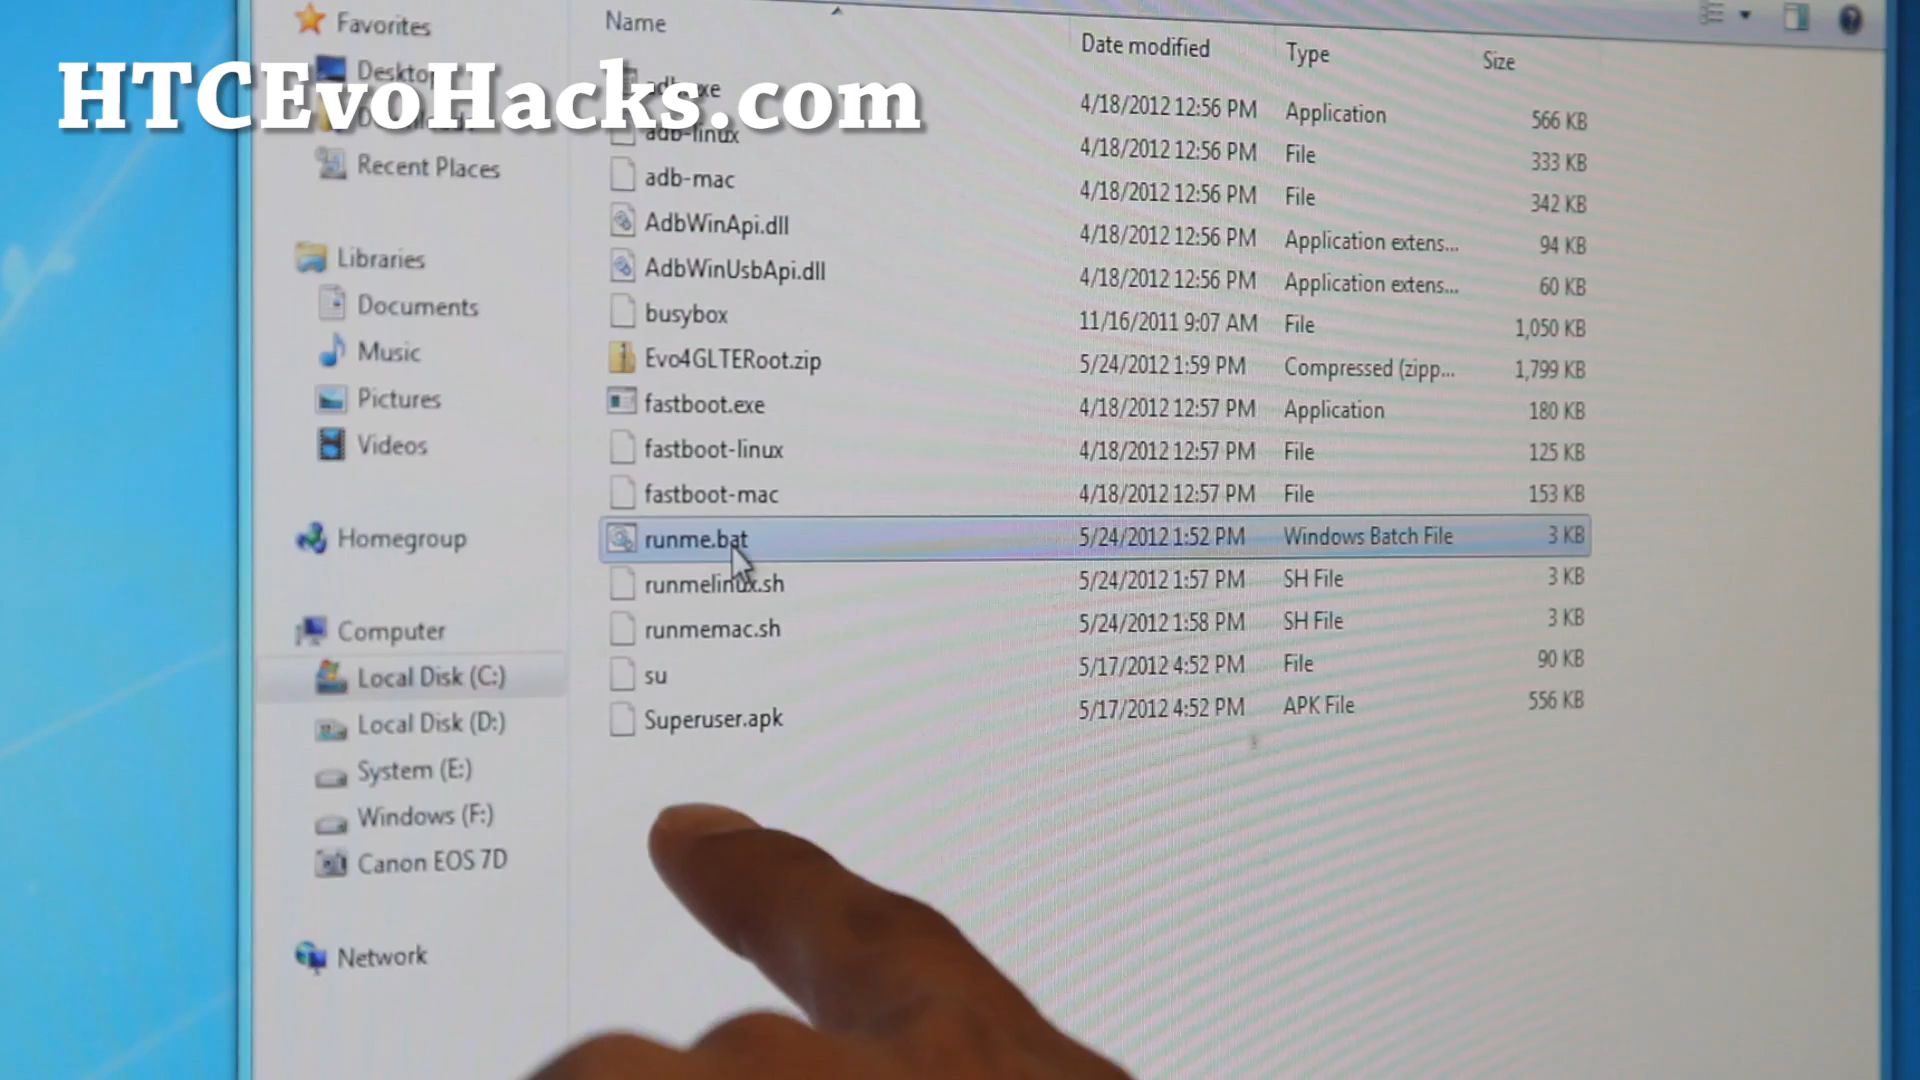 HTCEvoHacks.com
Favorites
Desktop
Recent Places
Libraries
Documents
Music
Pictures
Videos
Homegroup
Computer
Local Disk (C:)
Local Disk (D:)
System (E:)
Windows (F:)
Canon EOS 7D
Network
Name Date modified Type Size
adb.exe 4/18/2012 12:56 PM Application 566 KB
adb-linux 4/18/2012 12:56 PM File 333 KB
adb-mac 4/18/2012 12:56 PM File 342 KB
AdbWinApi.dll 4/18/2012 12:56 PM Application extens... 94 KB
AdbWinUsbApi.dll 4/18/2012 12:56 PM Application extens... 60 KB
busybox 11/16/2011 9:07 AM File 1,050 KB
Evo4GLTERoot.zip 5/24/2012 1:59 PM Compressed (zipp... 1,799 KB
fastboot.exe 4/18/2012 12:57 PM Application 180 KB
fastboot-linux 4/18/2012 12:57 PM File 125 KB
fastboot-mac 4/18/2012 12:57 PM File 153 KB
runme.bat 5/24/2012 1:52 PM Windows Batch File 3 KB
runmelinux.sh 5/24/2012 1:57 PM SH File 3 KB
runmemac.sh 5/24/2012 1:58 PM SH File 3 KB
su 5/17/2012 4:52 PM File 90 KB
Superuser.apk 5/17/2012 4:52 PM APK File 556 KB